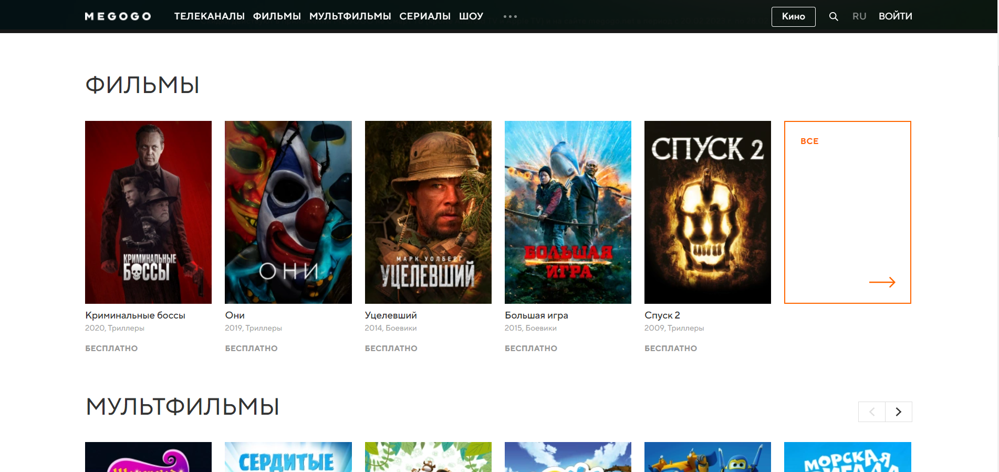 MEGOGO
ТЕЛЕКАНАЛЫ ФИЛЬМЫ МУЛЬТФИЛЬМЫ СЕРИАЛЫ ШОУ
Кино
RU
ВОЙТИ
ФИЛЬМЫ
КРИМИНАЛЬНЫЕ
БОССЫ
ОНИ
МАРК УОЛБЕРГ
УЦЕЛЕВШИЙ
БОЛЬШАЯ
ИГРА
СПУСК 2
ВСЕ
Криминальные боссы
2020, Триллеры
БЕСПЛАТНО
Они
2019, Триллеры
БЕСПЛАТНО
Уцелевший
2014, Боевики
БЕСПЛАТНО
Большая игра
2015, Боевики
БЕСПЛАТНО
Спуск 2
2009, Триллеры
БЕСПЛАТНО
МУЛЬТФИЛЬМЫ
СЕРДИТЫЕ
МОРСКАЯ